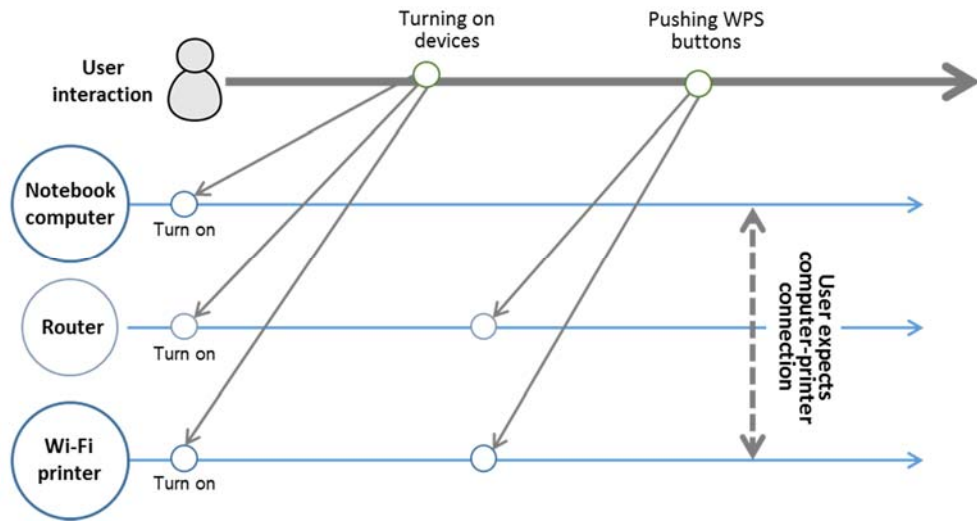 Turning on
devices
Pushing WPS
buttons
User
interaction
Notebook
computer
Turn on
Router
Turn on
Wi-Fi
printer
Turn on
User expects
computer-printer
connection